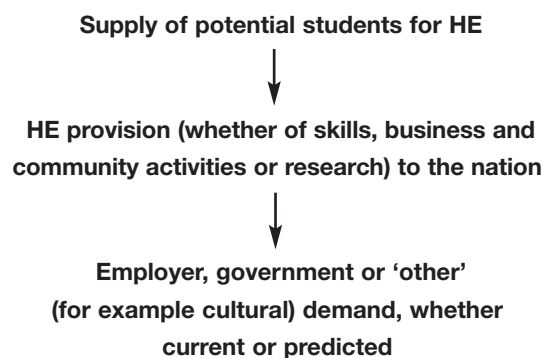 Supply of potential students for HE
HE provision (whether of skills, business and
community activities or research) to the nation
Employer, government or ‘other’
(for example cultural) demand, whether
current or predicted